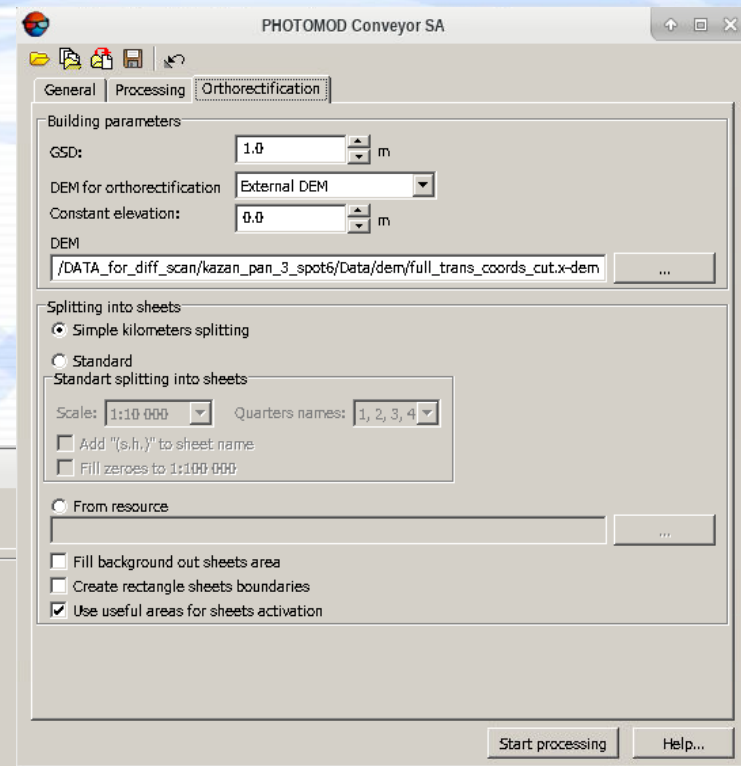 PHOTOMOD Conveyor SA
General Processing Orthorectification
Building parameters
GSD: 1.0 m
DEM for orthorectification External DEM
Constant elevation: 0.0 m
DEM
/DATA_for_diff_scan/kazan_pan_3_spot6/Data/dem/full_trans_coords_cut.x-dem ...
Splitting into sheets
Simple kilometers splitting
Standard
Standart splitting into sheets
Scale: 1:10 000 Quarters names: 1, 2, 3, 4
Add "(s.h.)" to sheet name
Fill zeroes to 1:100 000
From resource
...
Fill background out sheets area
Create rectangle sheets boundaries
Use useful areas for sheets activation
Start processing Help...